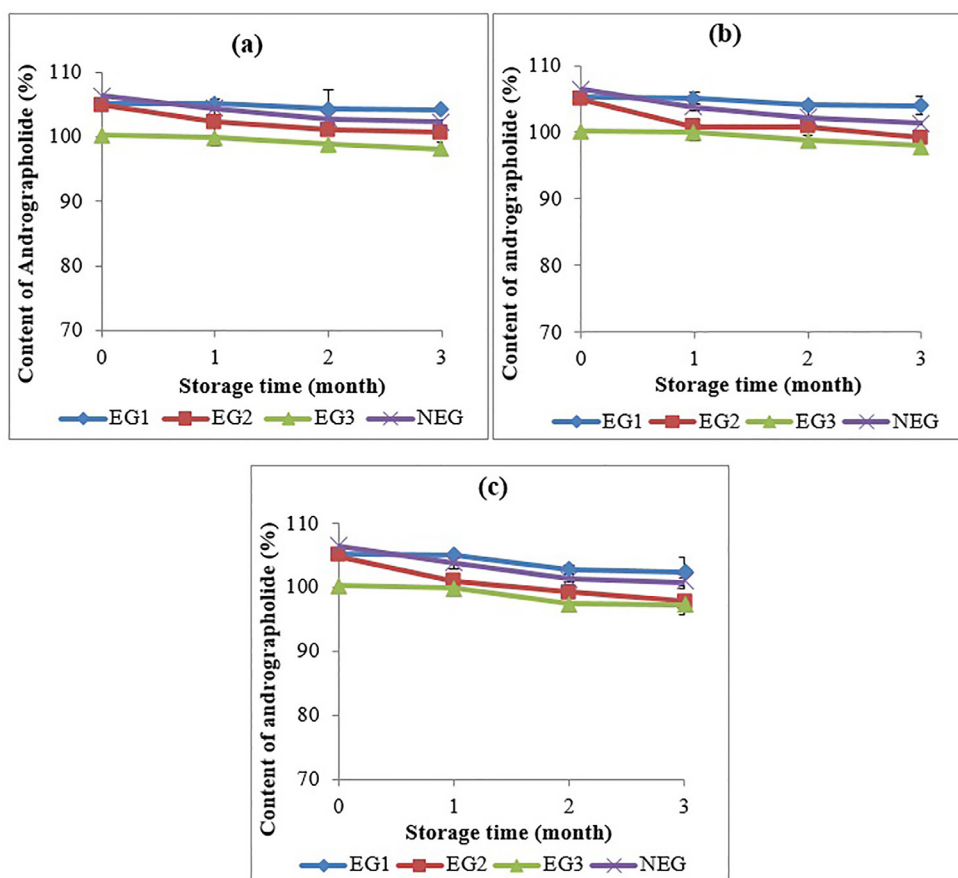 (a)
Content of Andrographolide (%)
110
100
90
80
70
0 1 2 3
Storage time (month)
EG1 EG2 EG3 NEG
(b)
Content of andrographolide (%)
110
100
90
80
70
0 1 2 3
Storage time (month)
EG1 EG2 EG3 NEG
(c)
Content of andrographolide (%)
110
100
90
80
70
0 1 2 3
Storage time (month)
EG1 EG2 EG3 NEG